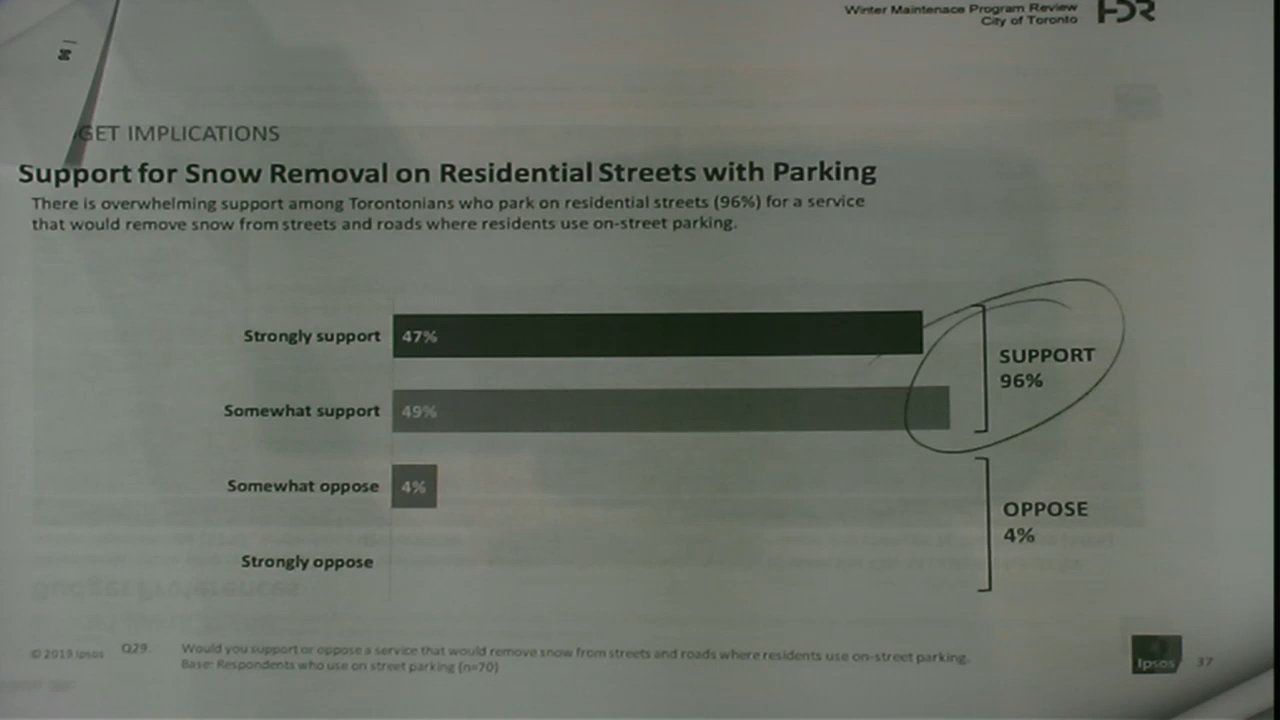 Winter Maintenace Program Review
City of Toronto
HDR
GET IMPLICATIONS
Support for Snow Removal on Residential Streets with Parking
There is overwhelming support among Torontonians who park on residential streets (96%) for a service
that would remove snow from streets and roads where residents use on-street parking.
Strongly support 47%
Somewhat support 49%
SUPPORT
96%
Somewhat oppose 4%
Strongly oppose
OPPOSE
4%
© 2019 Ipsos
Q29.
Would you support or oppose a service that would remove snow from streets and roads where residents use on-street parking.
Base: Respondents who use on street parking (n=70)
Ipsos
37